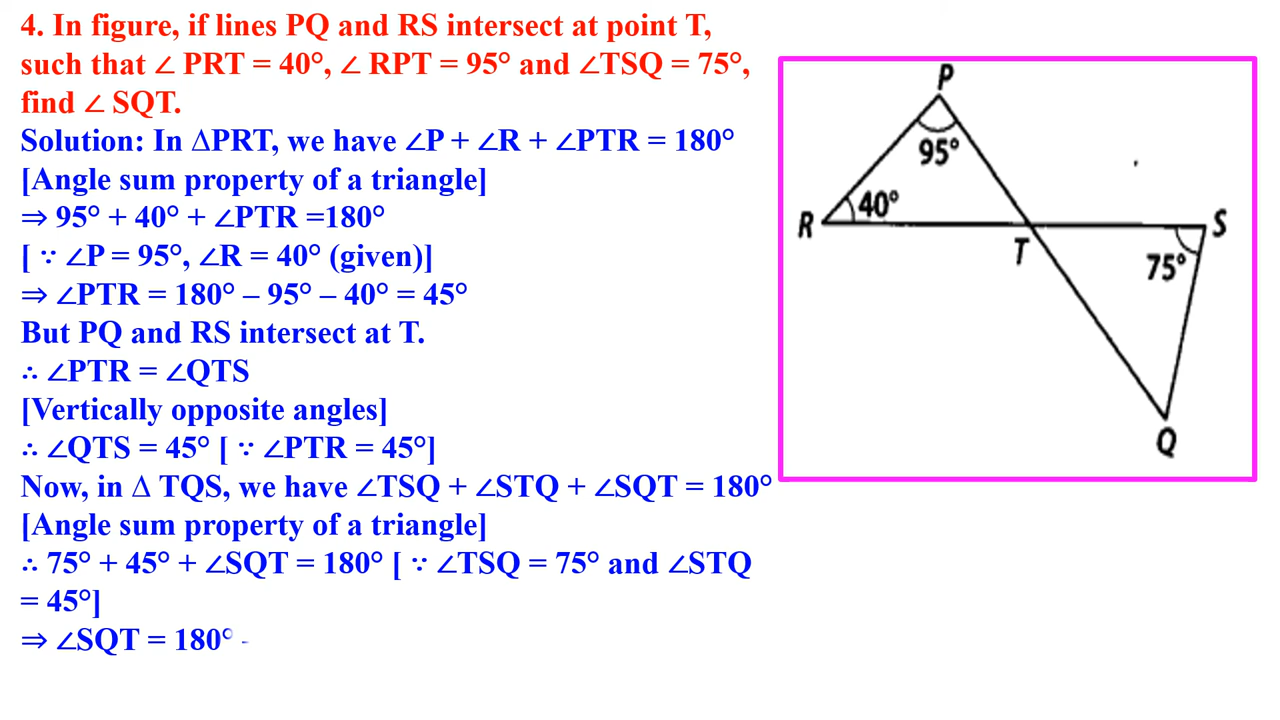 4. In figure, if lines PQ and RS intersect at point T,
such that ∠ PRT = 40°, ∠ RPT = 95° and ∠TSQ = 75°,
find ∠ SQT.
Solution: In ∆PRT, we have ∠P + ∠R + ∠PTR = 180°
[Angle sum property of a triangle]
⇒ 95° + 40° + ∠PTR =180°
[ ∵ ∠P = 95°, ∠R = 40° (given)]
⇒ ∠PTR = 180° – 95° – 40° = 45°
But PQ and RS intersect at T.
∴ ∠PTR = ∠QTS
[Vertically opposite angles]
∴ ∠QTS = 45° [ ∵ ∠PTR = 45°]
Now, in ∆ TQS, we have ∠TSQ + ∠STQ + ∠SQT = 180°
[Angle sum property of a triangle]
∴ 75° + 45° + ∠SQT = 180° [ ∵ ∠TSQ = 75° and ∠STQ
= 45°]
⇒ ∠SQT = 180° -
P
95°
R
40°
S
T
75°
Q